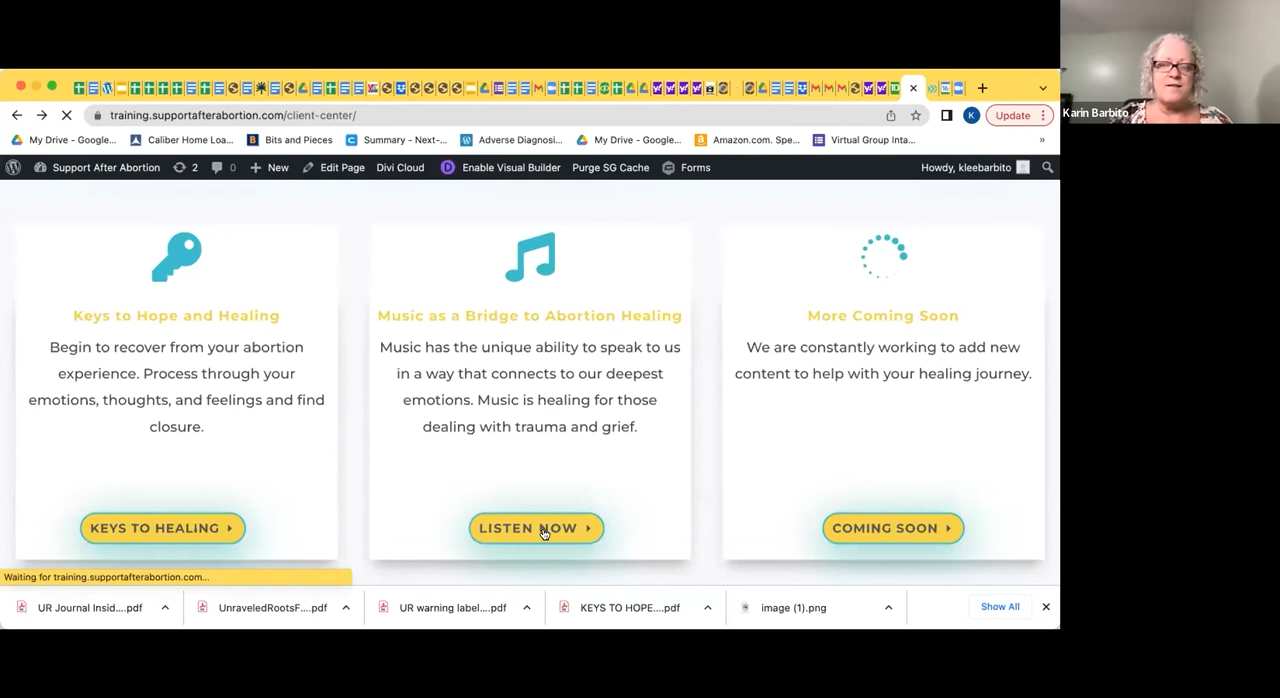 training.supportafterabortion.com/client-center/
Update
My Drive - Google...
Caliber Home Loa...
Bits and Pieces
Summary - Next-...
Adverse Diagnosi...
My Drive - Google...
Amazon.com. Spe...
Virtual Group Inta...
»
Support After Abortion
2
0
New
Edit Page
Divi Cloud
D
Enable Visual Builder
Purge SG Cache
Forms
Howdy, kleebarbito
Karin Barbito
Keys to Hope and Healing
Begin to recover from your abortion
experience. Process through your
emotions, thoughts, and feelings and find
closure.
KEYS TO HEALING
Music as a Bridge to Abortion Healing
Music has the unique ability to speak to us
in a way that connects to our deepest
emotions. Music is healing for those
dealing with trauma and grief.
LISTEN NOW
More Coming Soon
We are constantly working to add new
content to help with your healing journey.
COMING SOON
Waiting for training.supportafterabortion.com...
UR Journal Insid....pdf
UnraveledRootsF....pdf
UR warning label....pdf
KEYS TO HOPE....pdf
image (1).png
Show All